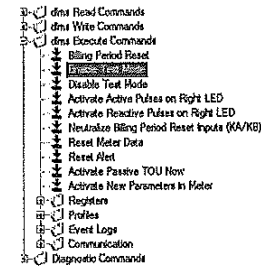 dlms Read Commands
dlms Write Commands
dlms Execute Commands
Billing Period Reset
Enable Test Mode
Disable Test Mode
Activate Active Pulses on Right LED
Activate Reactive Pulses on Right LED
Neutralize Billing Period Reset Inputs (KA/KB)
Reset Meter Data
Reset Alert
Activate Passive TOU Now
Activate New Parameters in Meter
Registers
Profiles
Event Logs
Communication
Diagnostic Commands